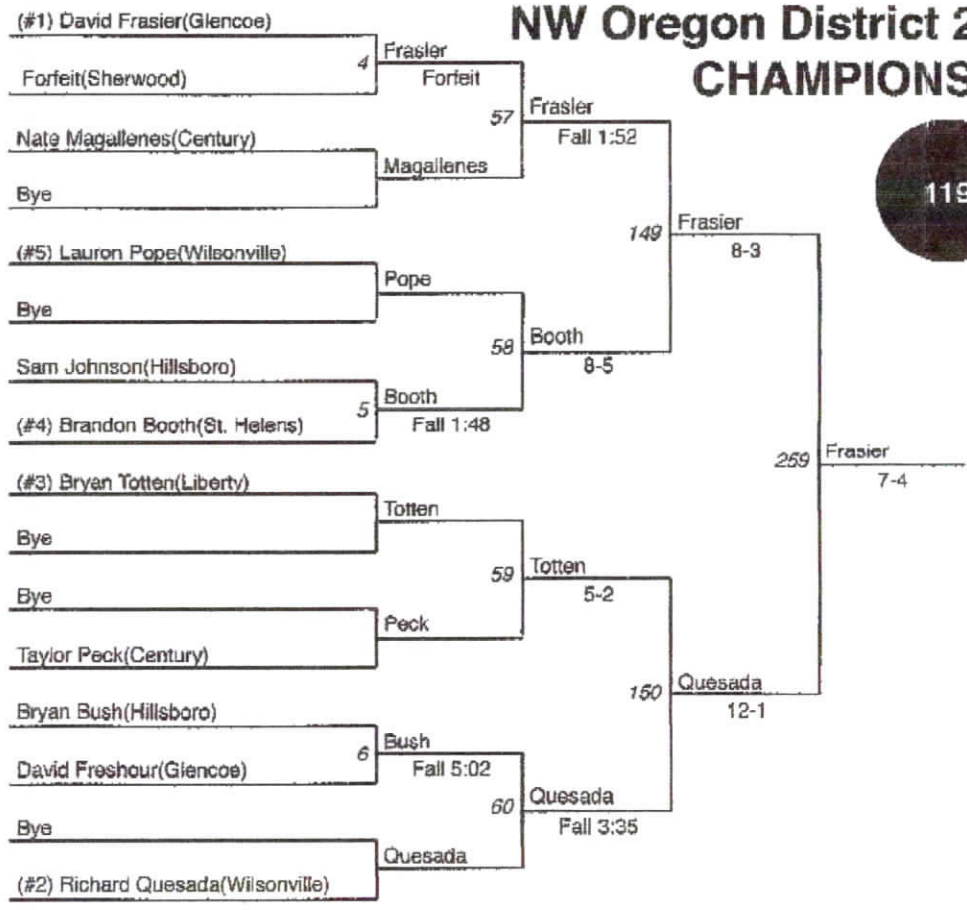 NW Oregon District 2
CHAMPIONS
119
(#1) David Frasier(Glencoe)
Forfeit(Sherwood)
4
Frasier
Forfeit
Nate Magallenes(Century)
Bye
Magallenes
57
Frasier
Fall 1:52
(#5) Lauron Pope(Wilsonville)
Bye
Pope
Sam Johnson(Hillsboro)
(#4) Brandon Booth(St. Helens)
5
Booth
Fall 1:48
58
Booth
8-5
149
Frasier
8-3
(#3) Bryan Totten(Liberty)
Bye
Totten
Bye
Taylor Peck(Century)
Peck
59
Totten
5-2
Bryan Bush(Hillsboro)
David Freshour(Glencoe)
6
Bush
Fall 5:02
Bye
(#2) Richard Quesada(Wilsonville)
Quesada
60
Quesada
Fall 3:35
150
Quesada
12-1
259
Frasier
7-4